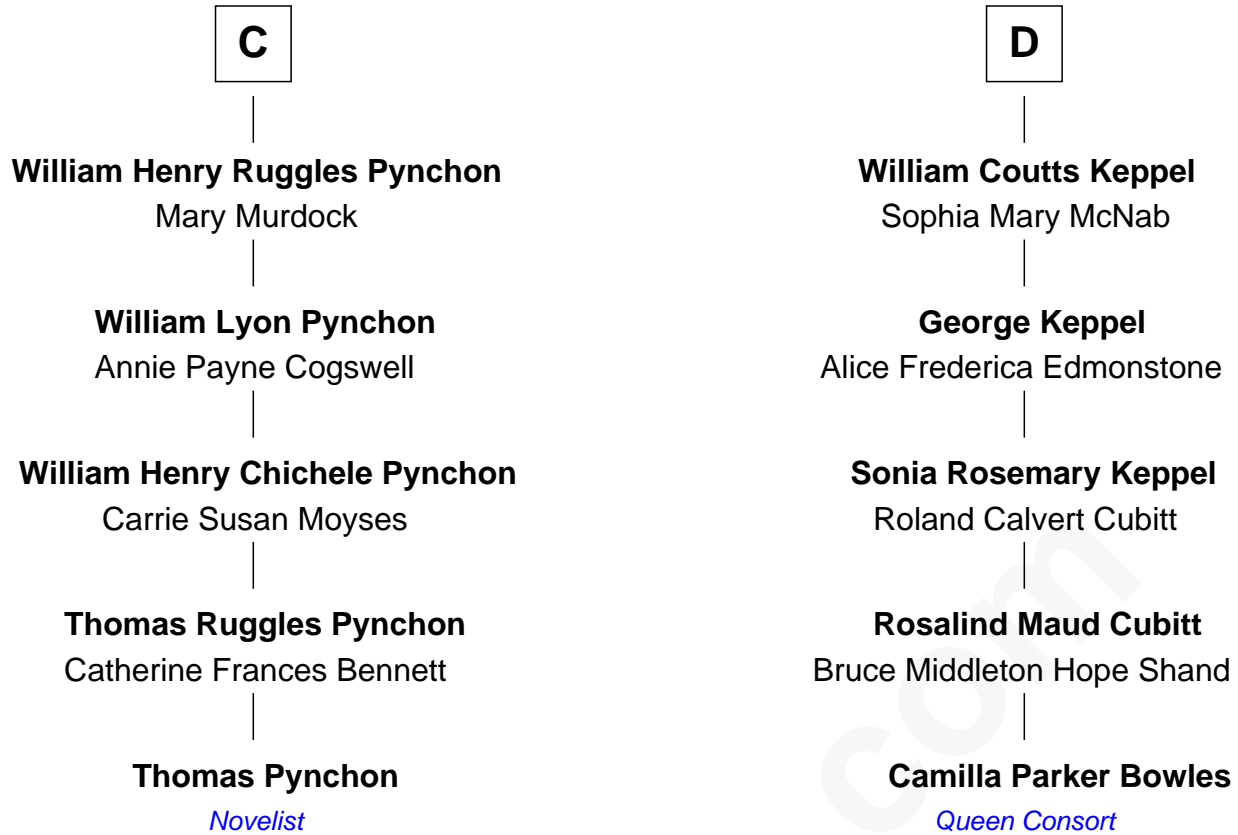 C
William Henry Ruggles Pynchon
Mary Murdock
William Lyon Pynchon
Annie Payne Cogswell
William Henry Chichele Pynchon
Carrie Susan Moyses
Thomas Ruggles Pynchon
Catherine Frances Bennett
Thomas Pynchon
Novelist
D
William Coutts Keppel
Sophia Mary McNab
George Keppel
Alice Frederica Edmonstone
Sonia Rosemary Keppel
Roland Calvert Cubitt
Rosalind Maud Cubitt
Bruce Middleton Hope Shand
Camilla Parker Bowles
Queen Consort
com